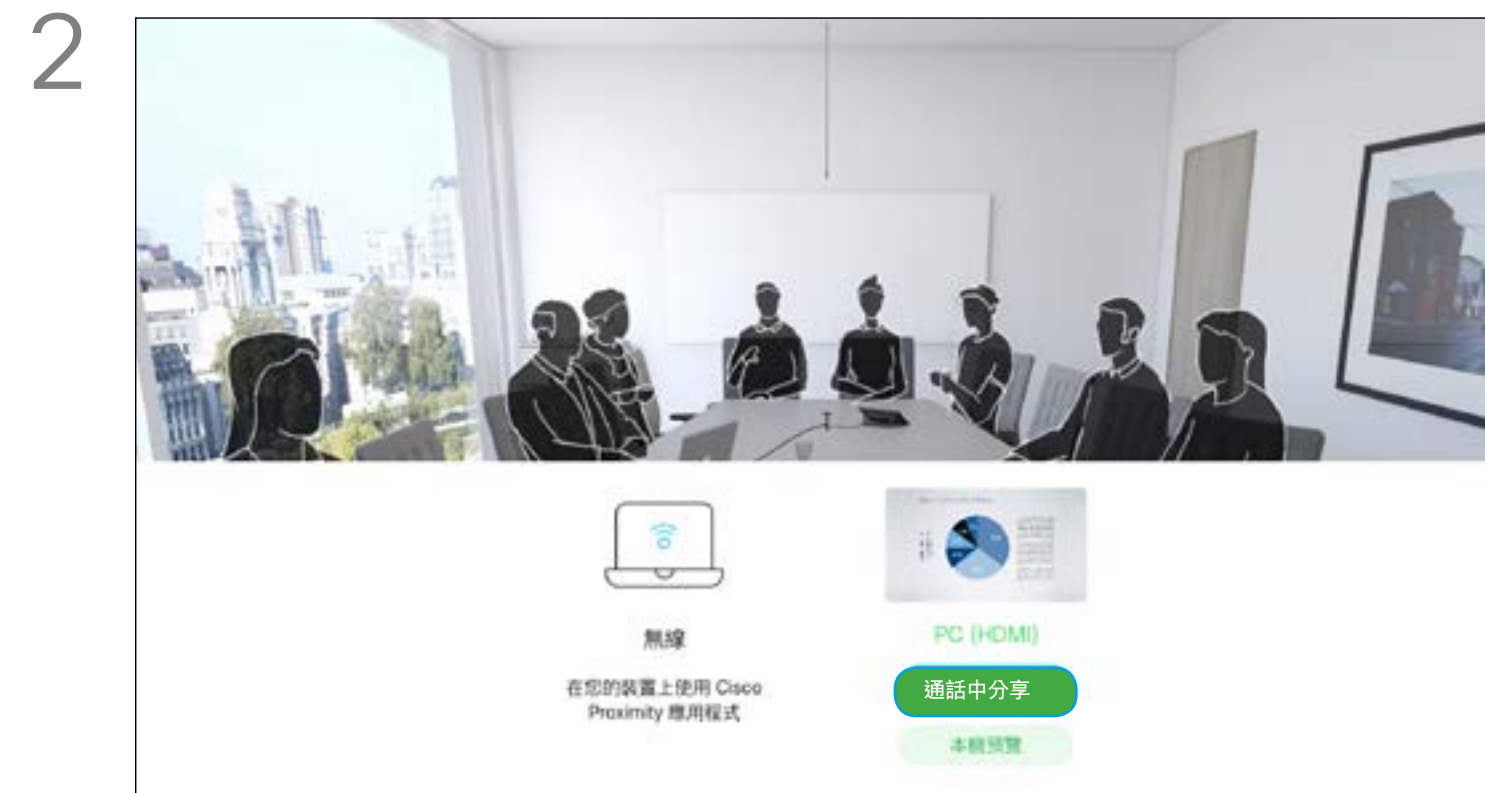 2
無線
在您的裝置上使用 Cisco
Proximity 應用程式
PC (HDMI)
通話中分享
本機預覽